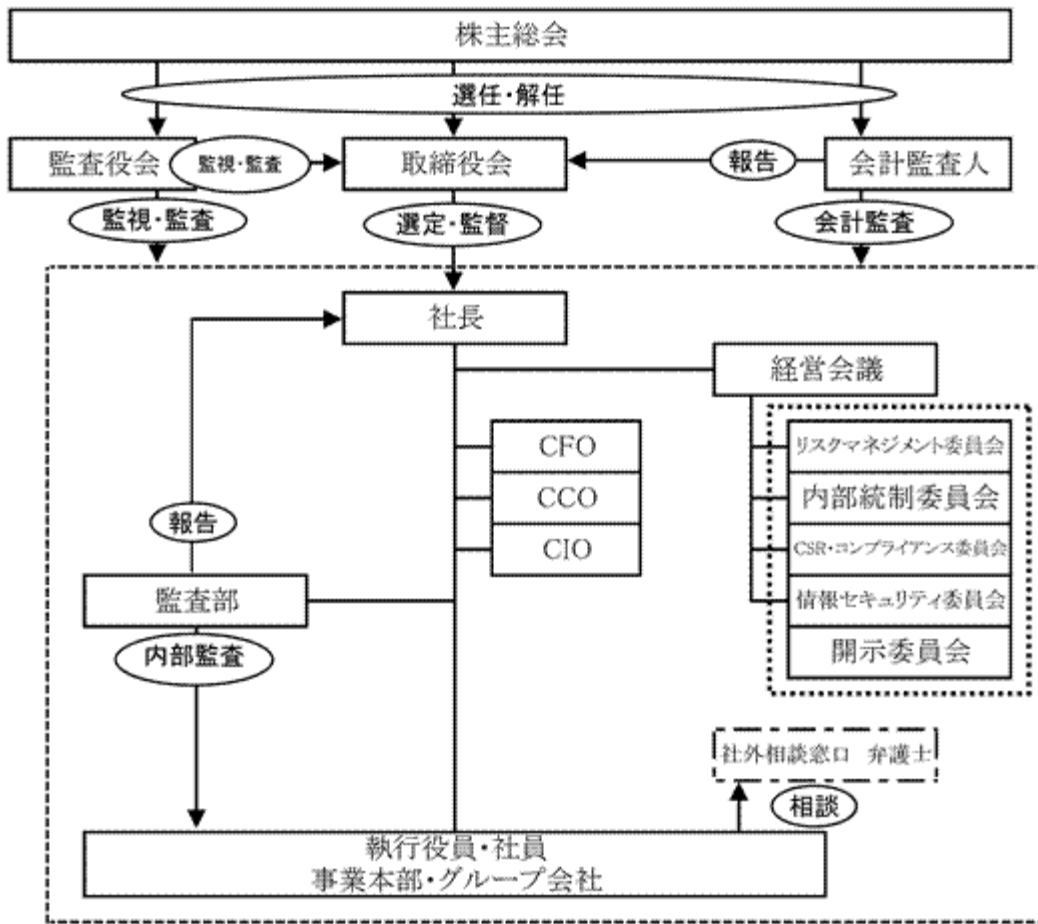 株主総会
選任・解任
監査役会
監視・監査
取締役会
報告
会計監査人
監視・監査
選定・監督
会計監査
社長
経営会議
CFO
CCO
CIO
リスクマネジメント委員会
内部統制委員会
CSR・コンプライアンス委員会
情報セキュリティ委員会
開示委員会
報告
監査部
内部監査
社外相談窓口 弁護士
相談
執行役員・社員
事業本部・グループ会社